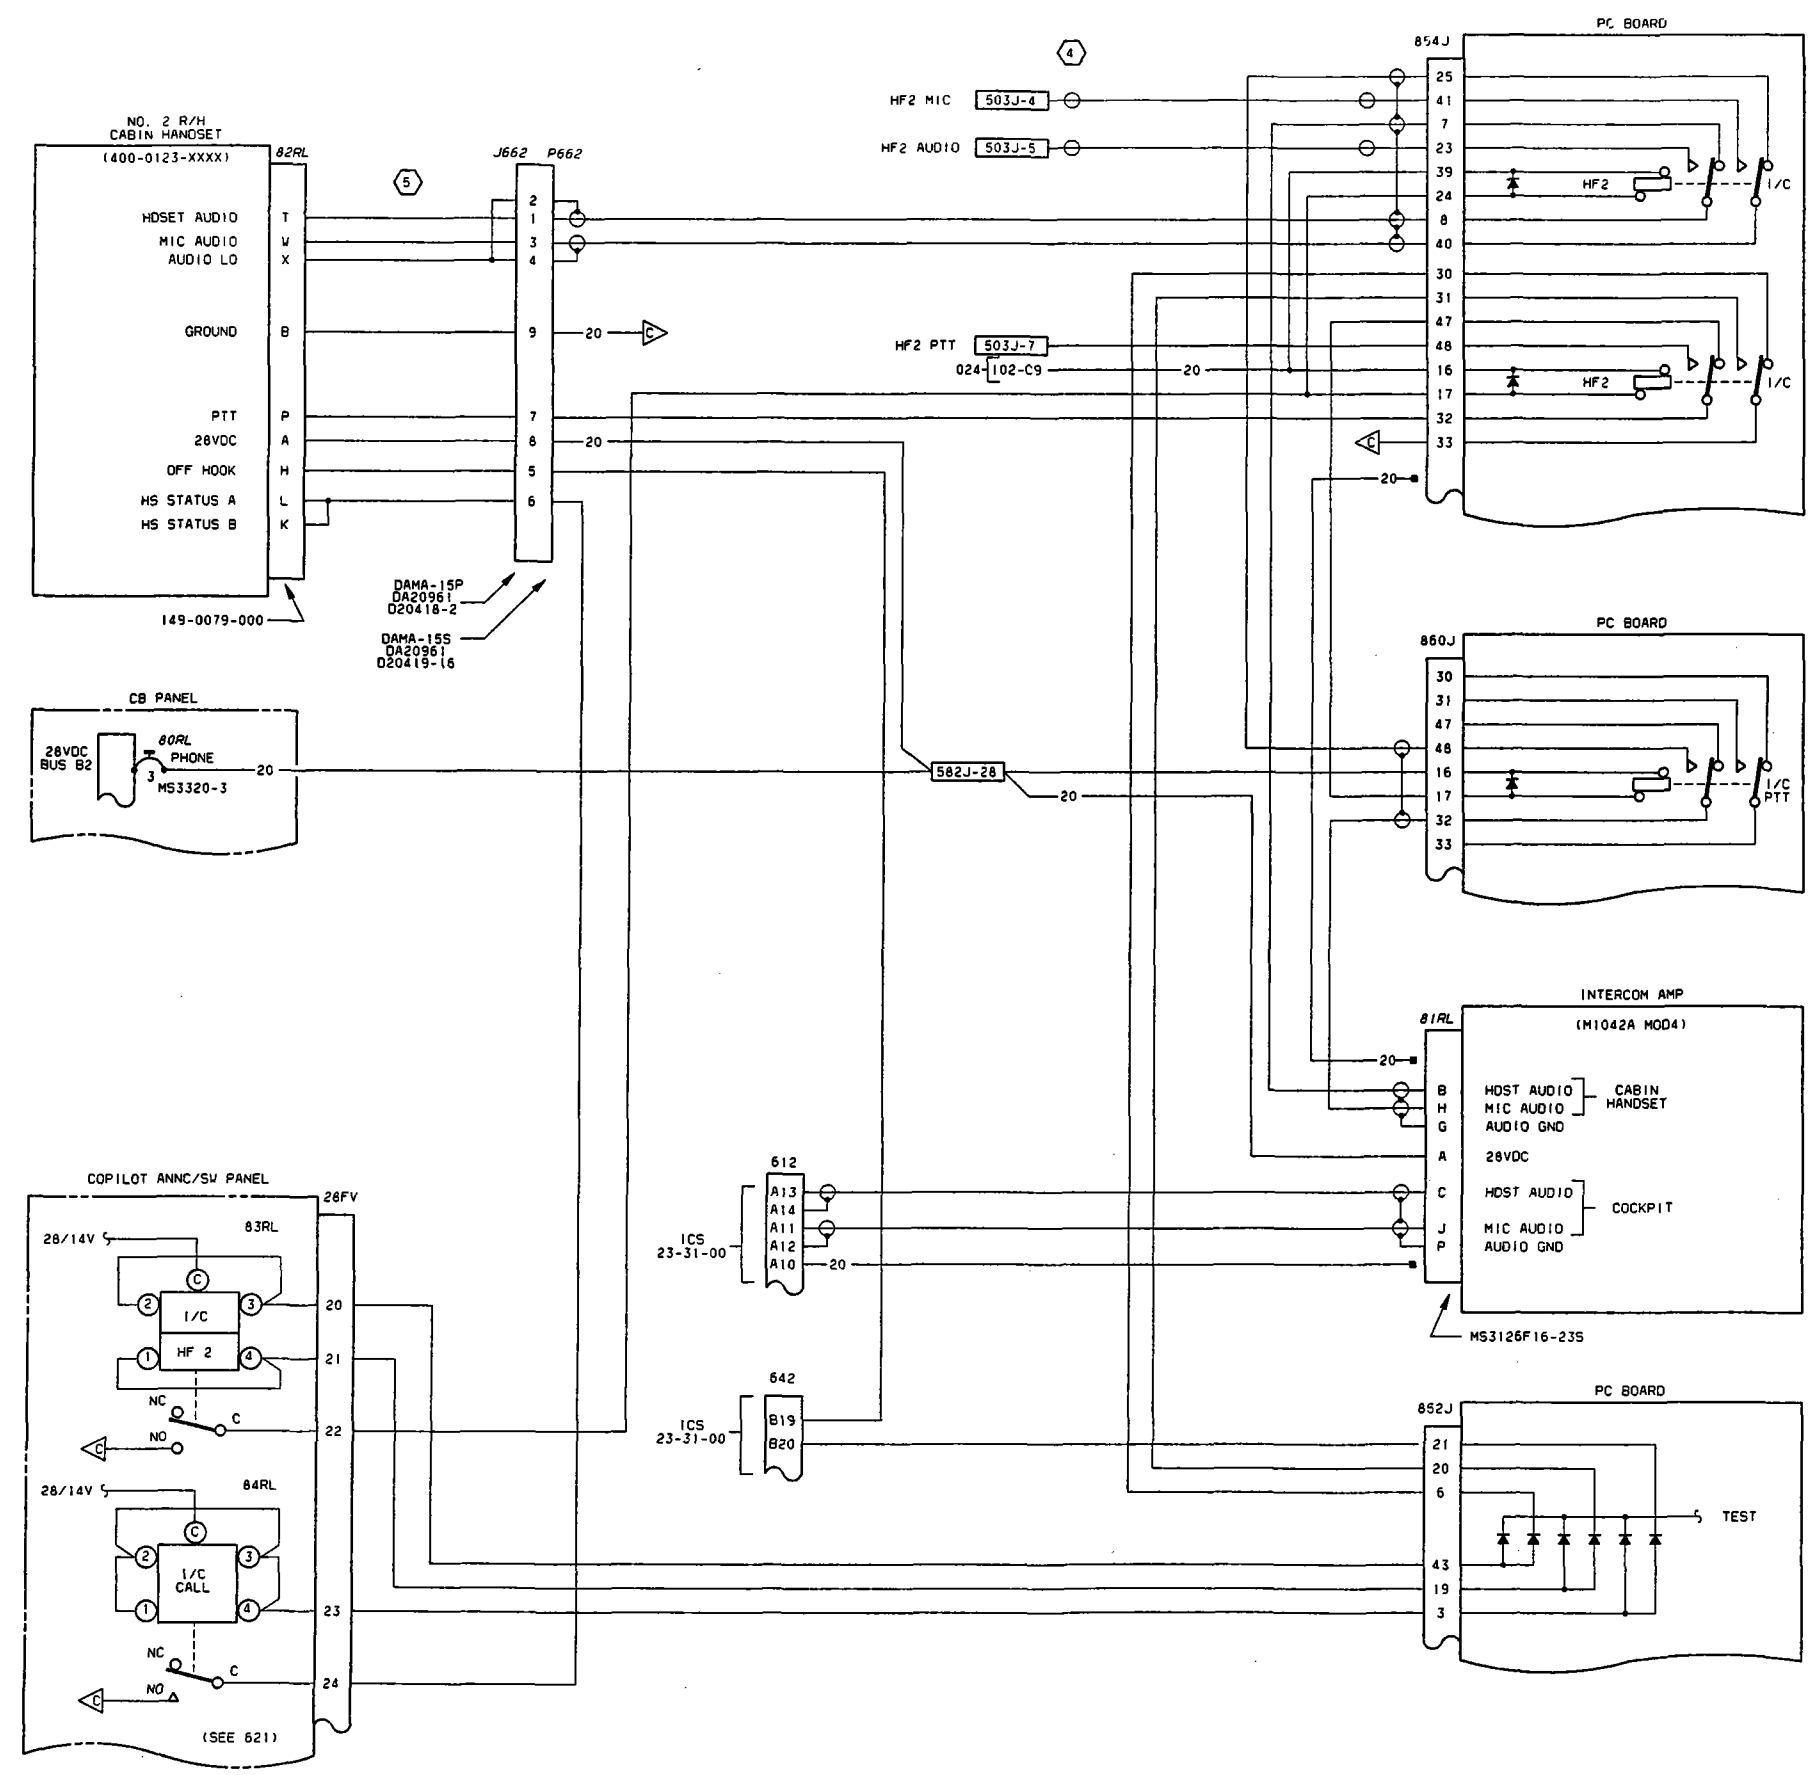 PC BOARD
854J
4
25
HF2 MIC 503J-4 41
7
HF2 AUDIO 503J-5 23
39
24
HF2 I/C
8
40
30
31
47
HF2 PTT 503J-7 48
024 102-C9 20 16
17
HF2 I/C
32
C 33
20
NO. 2 R/H
CABIN HANDSET
(400-0123-XXXX) 82RL
5
J662 P662
2
HDSET AUDIO T 1
MIC AUDIO W 3
AUDIO LO X 4
GROUND B 9 20 C
PTT P 7
28VDC A 8 20
OFF HOOK H 5
HS STATUS A L 6
HS STATUS B K
149-0079-000
DAMA-15P
DA20961
D20418-2
DAMA-15S
DA20961
D20419-16
PC BOARD
860J
30
31
47
48
16
17
32
33
I/C
PTT
CB PANEL
28VDC
BUS B2
80RL
PHONE
3
MS3320-3
20
582J-28
20
INTERCOM AMP
81RL
(M1042A MOD4)
20
B HDST AUDIO
H MIC AUDIO
CABIN
HANDSET
G AUDIO GND
A 28VDC
C HDST AUDIO
COCKPIT
J MIC AUDIO
P AUDIO GND
MS3126F16-23S
612
A13
A14
A11
A12
A10 20
ICS
23-31-00
642
B19
B20
ICS
23-31-00
COPILOT ANNC/SW PANEL
28FV
83RL
28/14V
C
2 3 20
I/C
HF 2
1 4 21
NC
C 22
NO
C
84RL
28/14V
C
2 3
I/C
CALL
1 4 23
NC
C 24
NO
C
(SEE 621)
PC BOARD
852J
21
20
6
TEST
43
19
3